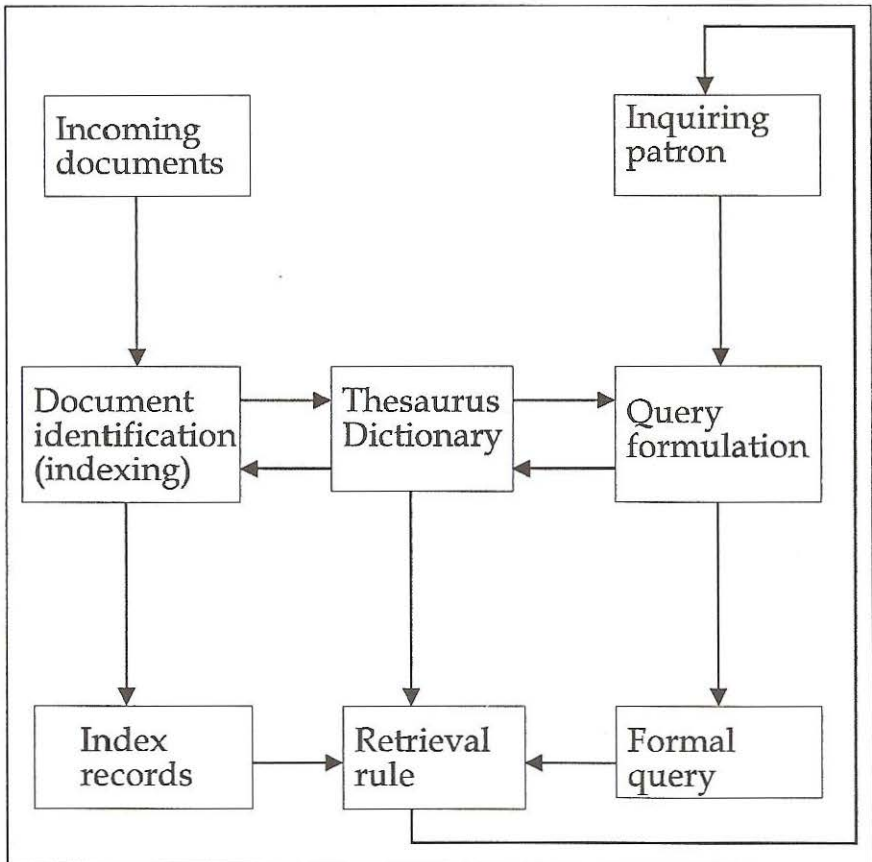 Incoming
documents
Inquiring
patron
Document
identification
(indexing)
Thesaurus
Dictionary
Query
formulation
Index
records
Retrieval
rule
Formal
query